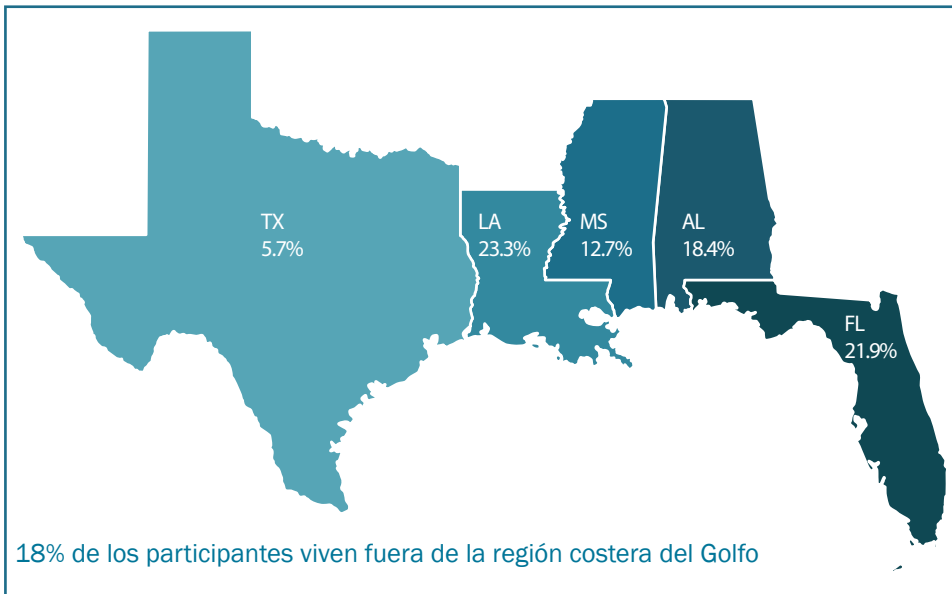 TX
5.7%
LA
23.3%
MS
12.7%
AL
18.4%
FL
21.9%
18% de los participantes viven fuera de la región costera del Golfo